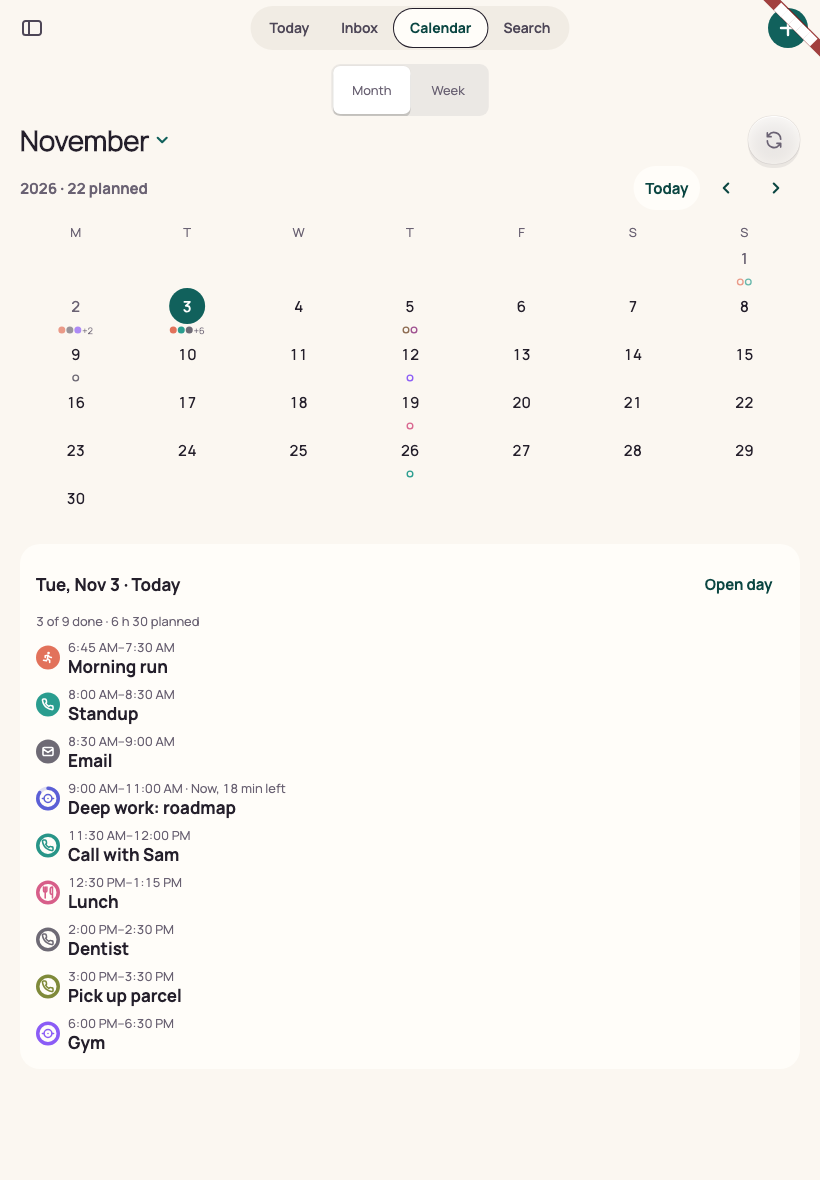 Today Inbox Calendar Search
Month Week
November
2026 · 22 planned Today
M T W T F S S
1
2 3 4 5 6 7 8
+2 +6
9 10 11 12 13 14 15
16 17 18 19 20 21 22
23 24 25 26 27 28 29
30
Tue, Nov 3 · Today Open day
3 of 9 done · 6 h 30 planned
6:45 AM–7:30 AM
Morning run
8:00 AM–8:30 AM
Standup
8:30 AM–9:00 AM
Email
9:00 AM–11:00 AM · Now, 18 min left
Deep work: roadmap
11:30 AM–12:00 PM
Call with Sam
12:30 PM–1:15 PM
Lunch
2:00 PM–2:30 PM
Dentist
3:00 PM–3:30 PM
Pick up parcel
6:00 PM–6:30 PM
Gym